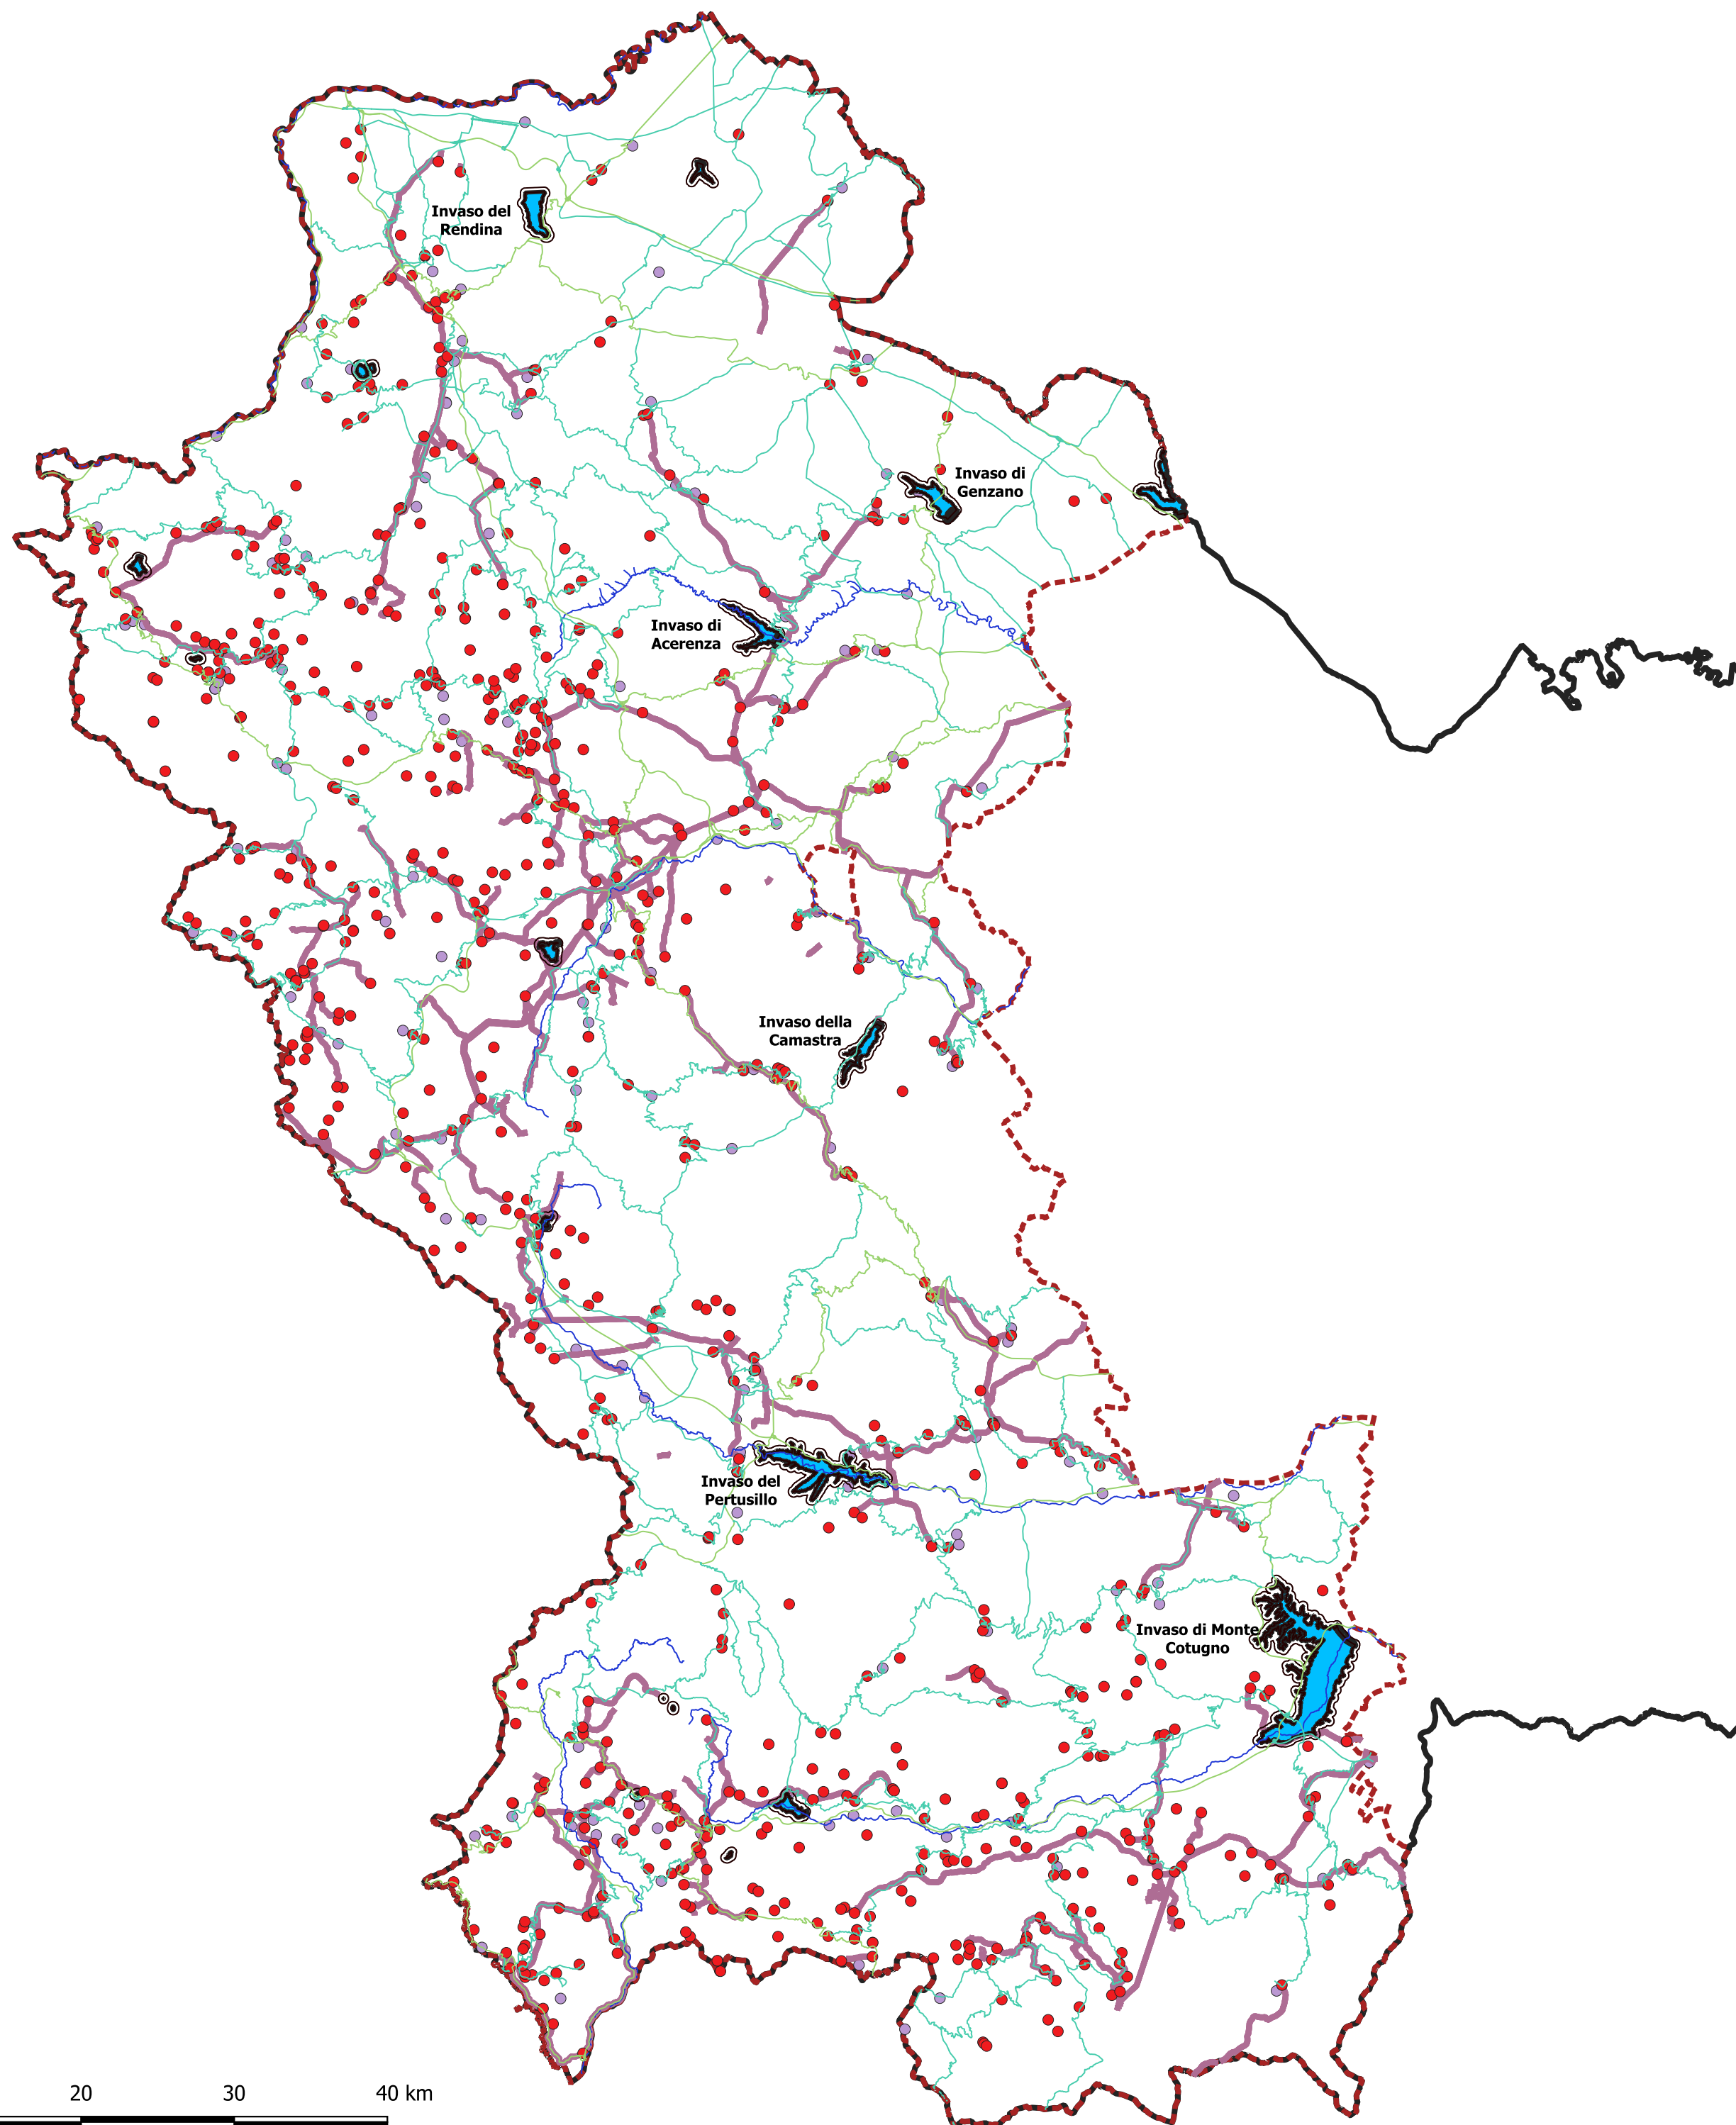 Invaso del
Rendina
Invaso di
Genzano
Invaso di
Acerenza
Invaso della
Camastra
Invaso del
Pertusillo
Invaso di Monte
Cotugno
20 30 40 km